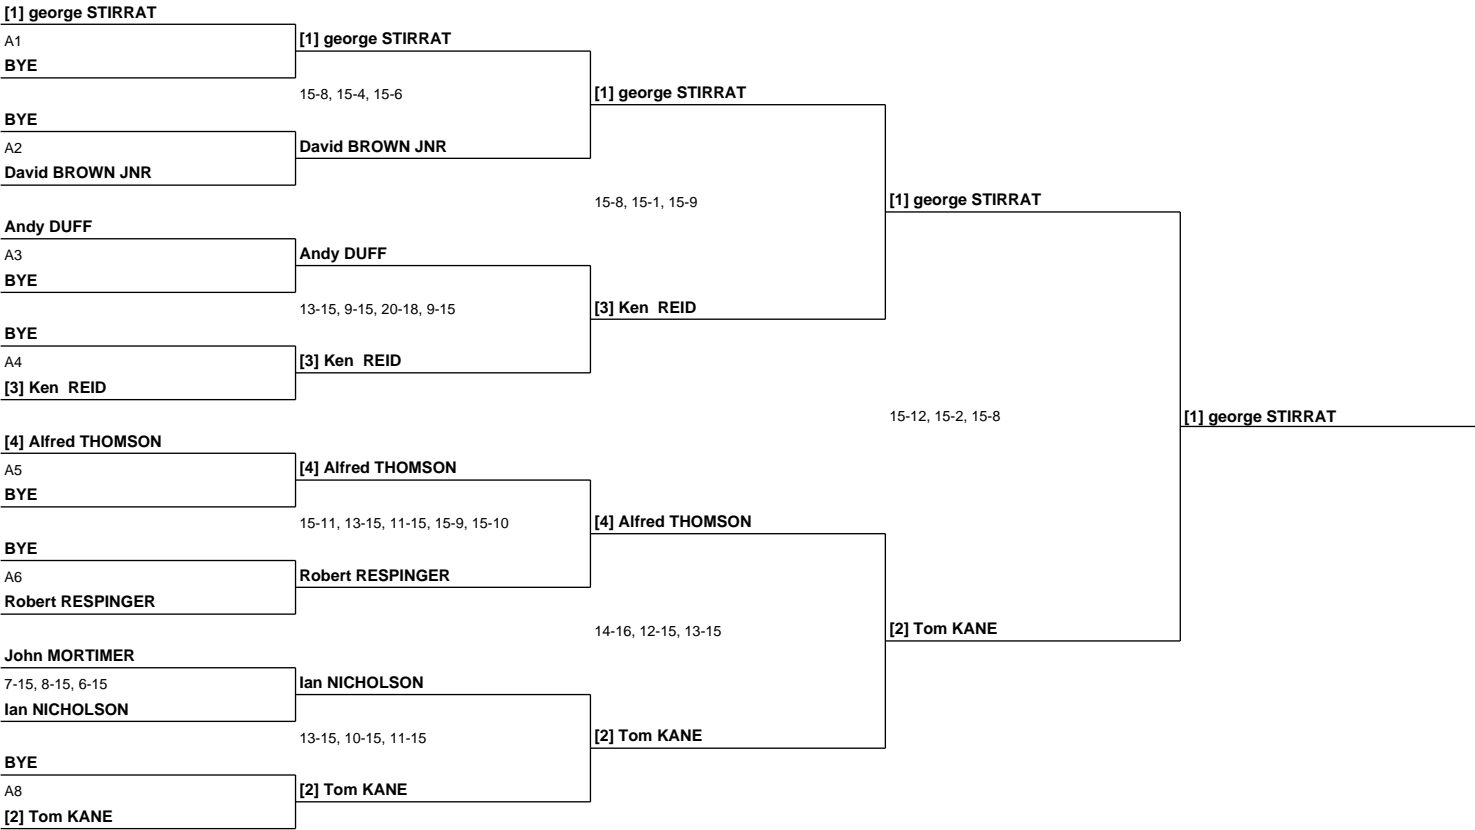 [1] george STIRRAT
A1
BYE
[1] george STIRRAT
15-8, 15-4, 15-6
BYE
A2
David BROWN JNR
David BROWN JNR
[1] george STIRRAT
15-8, 15-1, 15-9
Andy DUFF
A3
BYE
Andy DUFF
13-15, 9-15, 20-18, 9-15
BYE
A4
[3] Ken  REID
[3] Ken  REID
[3] Ken  REID
[1] george STIRRAT
15-12, 15-2, 15-8
[1] george STIRRAT
[4] Alfred THOMSON
A5
BYE
[4] Alfred THOMSON
15-11, 13-15, 11-15, 15-9, 15-10
BYE
A6
Robert RESPINGER
Robert RESPINGER
[4] Alfred THOMSON
14-16, 12-15, 13-15
[2] Tom KANE
John MORTIMER
7-15, 8-15, 6-15
Ian NICHOLSON
Ian NICHOLSON
13-15, 10-15, 11-15
[2] Tom KANE
BYE
A8
[2] Tom KANE
[2] Tom KANE